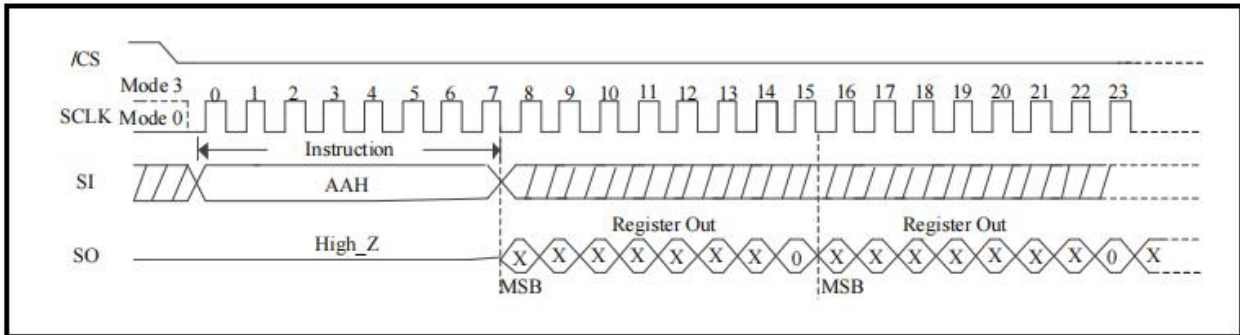 /CS
Mode 3
0 1 2 3 4 5 6 7 8 9 10 11 12 13 14 15 16 17 18 19 20 21 22 23
SCLK Mode 0
Instruction
SI
AAH
Register Out Register Out
High_Z
SO
X X X X X X X 0 X X X X X X X 0 X
MSB MSB